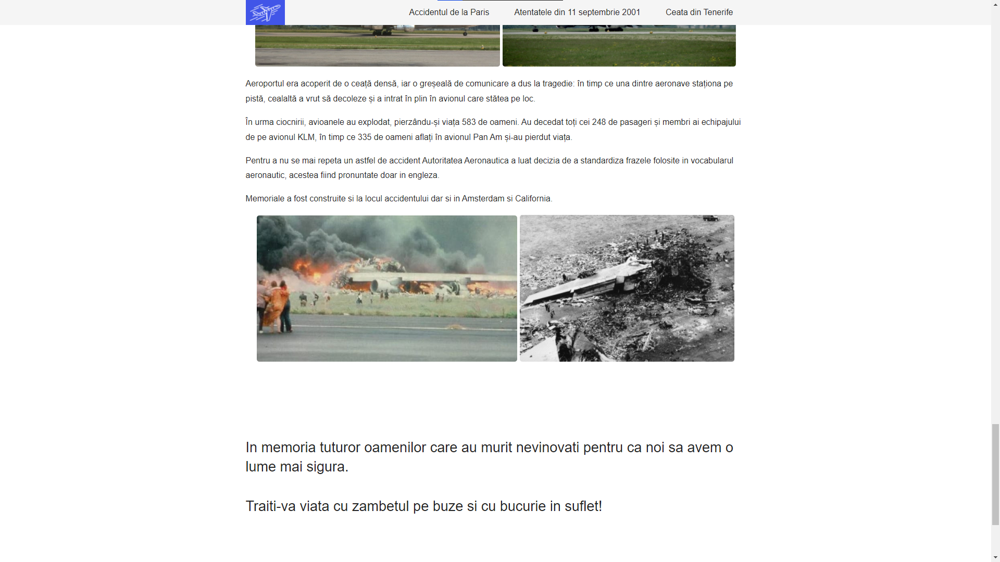 Accidentul de la Paris Atentatele din 11 septembrie 2001 Ceata din Tenerife
Aeroportul era acoperit de o ceață densă, iar o greșeală de comunicare a dus la tragedie: în timp ce una dintre aeronave staționa pe
pistă, cealaltă a vrut să decoleze și a intrat în plin în avionul care stătea pe loc.
În urma ciocnirii, avioanele au explodat, pierzându-și viața 583 de oameni. Au decedat toți cei 248 de pasageri și membri ai echipajului
de pe avionul KLM, în timp ce 335 de oameni aflați în avionul Pan Am și-au pierdut viața.
Pentru a nu se mai repeta un astfel de accident Autoritatea Aeronautica a luat decizia de a standardiza frazele folosite in vocabularul
aeronautic, acestea fiind pronuntate doar in engleza.
Memoriale a fost construite si la locul accidentului dar si in Amsterdam si California.
In memoria tuturor oamenilor care au murit nevinovati pentru ca noi sa avem o
lume mai sigura.
Traiti-va viata cu zambetul pe buze si cu bucurie in suflet!